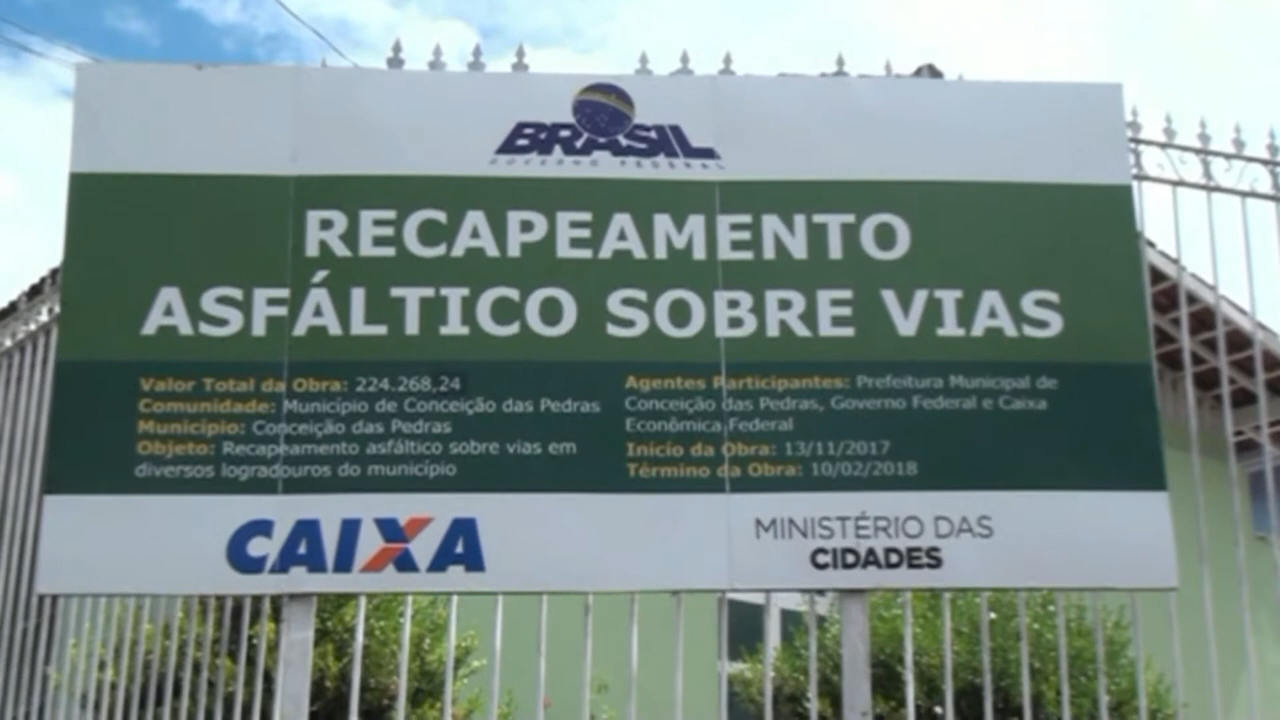 BRASIL
GOVERNO FEDERAL
RECAPEAMENTO
ASFÁLTICO SOBRE VIAS
Valor Total da Obra: 224.268,24
Comunidade: Município de Conceição das Pedras
Município: Conceição das Pedras
Objeto: Recapeamento asfáltico sobre vias em
diversos logradouros do município
Agentes Participantes: Prefeitura Municipal de
Conceição das Pedras, Governo Federal e Caixa
Econômica Federal
Início da Obra: 13/11/2017
Término da Obra: 10/02/2018
CAIXA
MINISTÉRIO DAS
CIDADES